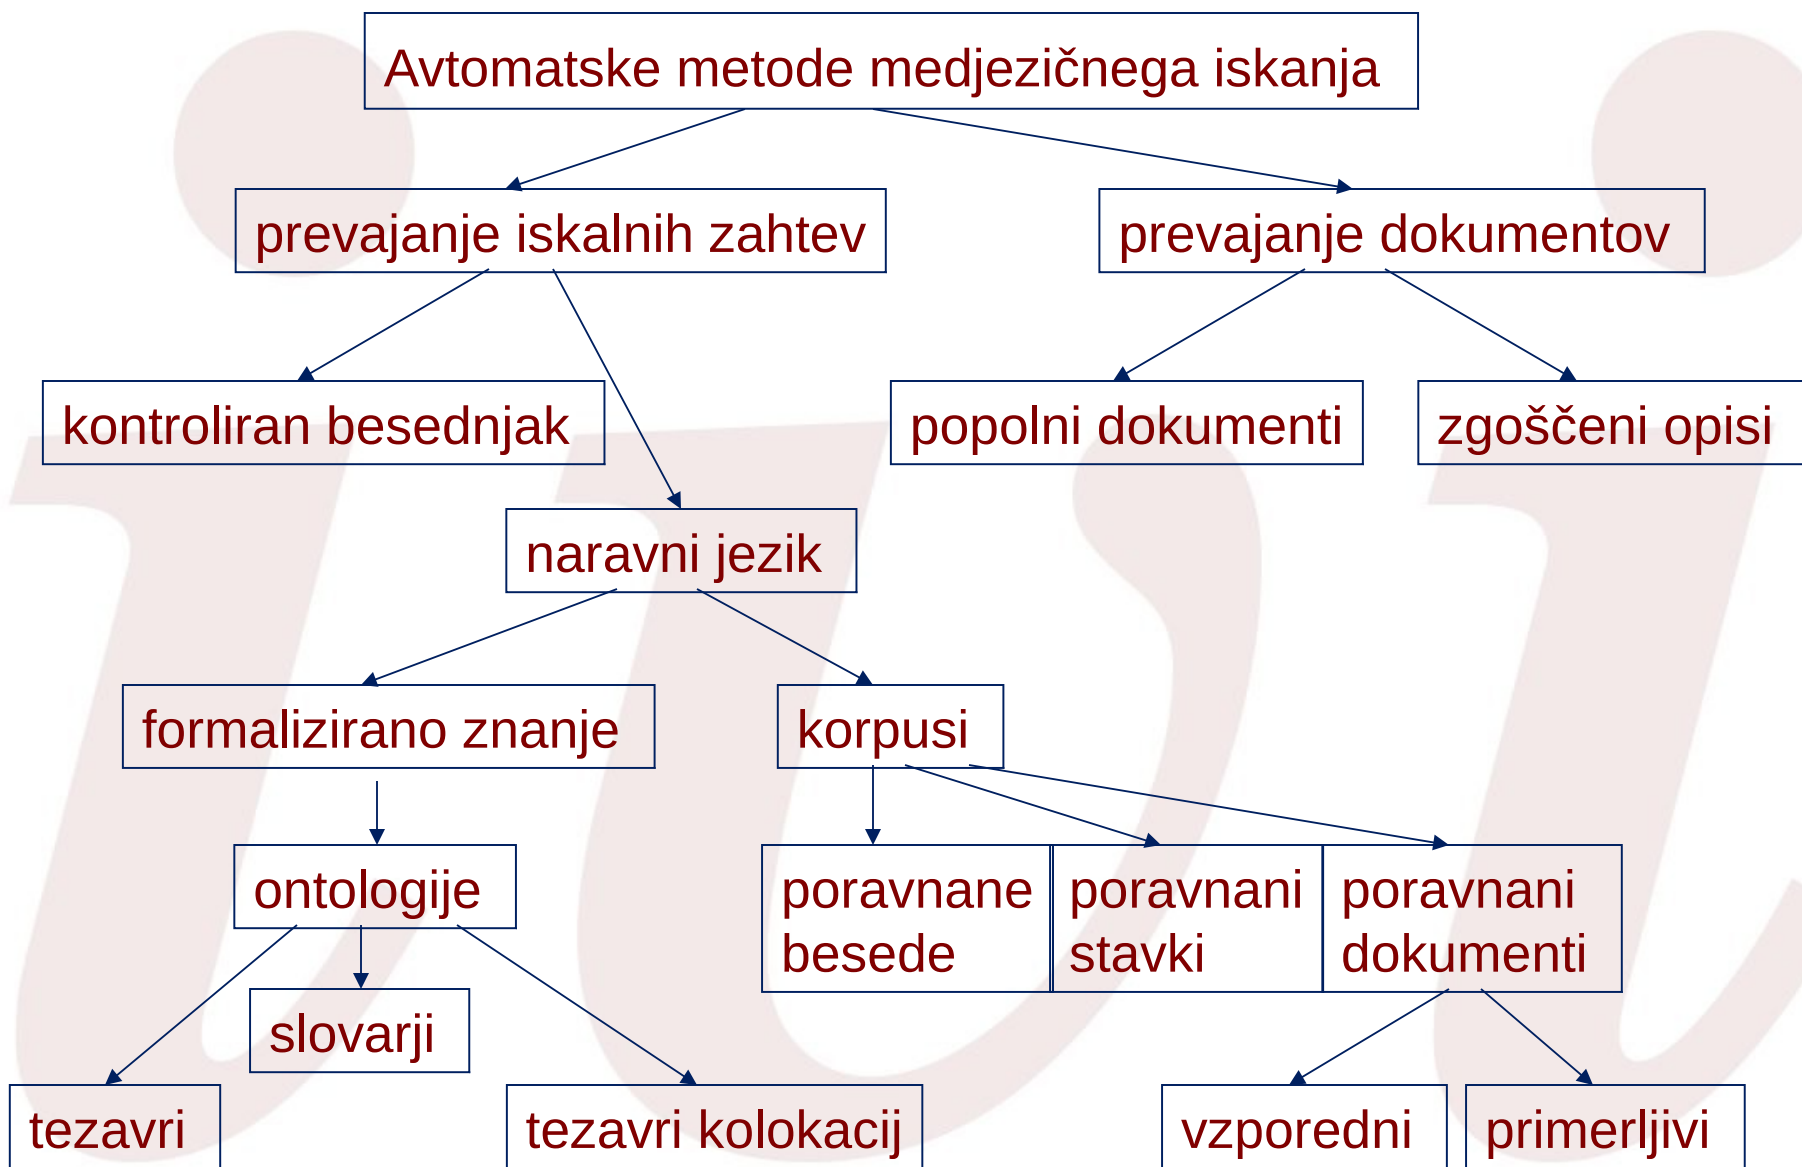 Avtomatske metode medjezičnega iskanja
prevajanje iskalnih zahtev
prevajanje dokumentov
kontroliran besednjak
popolni dokumenti
zgoščeni opisi
naravni jezik
formalizirano znanje
korpusi
ontologije
poravnane
besede
poravnani
stavki
poravnani
dokumenti
slovarji
tezavri
tezavri kolokacij
vzporedni
primerljivi